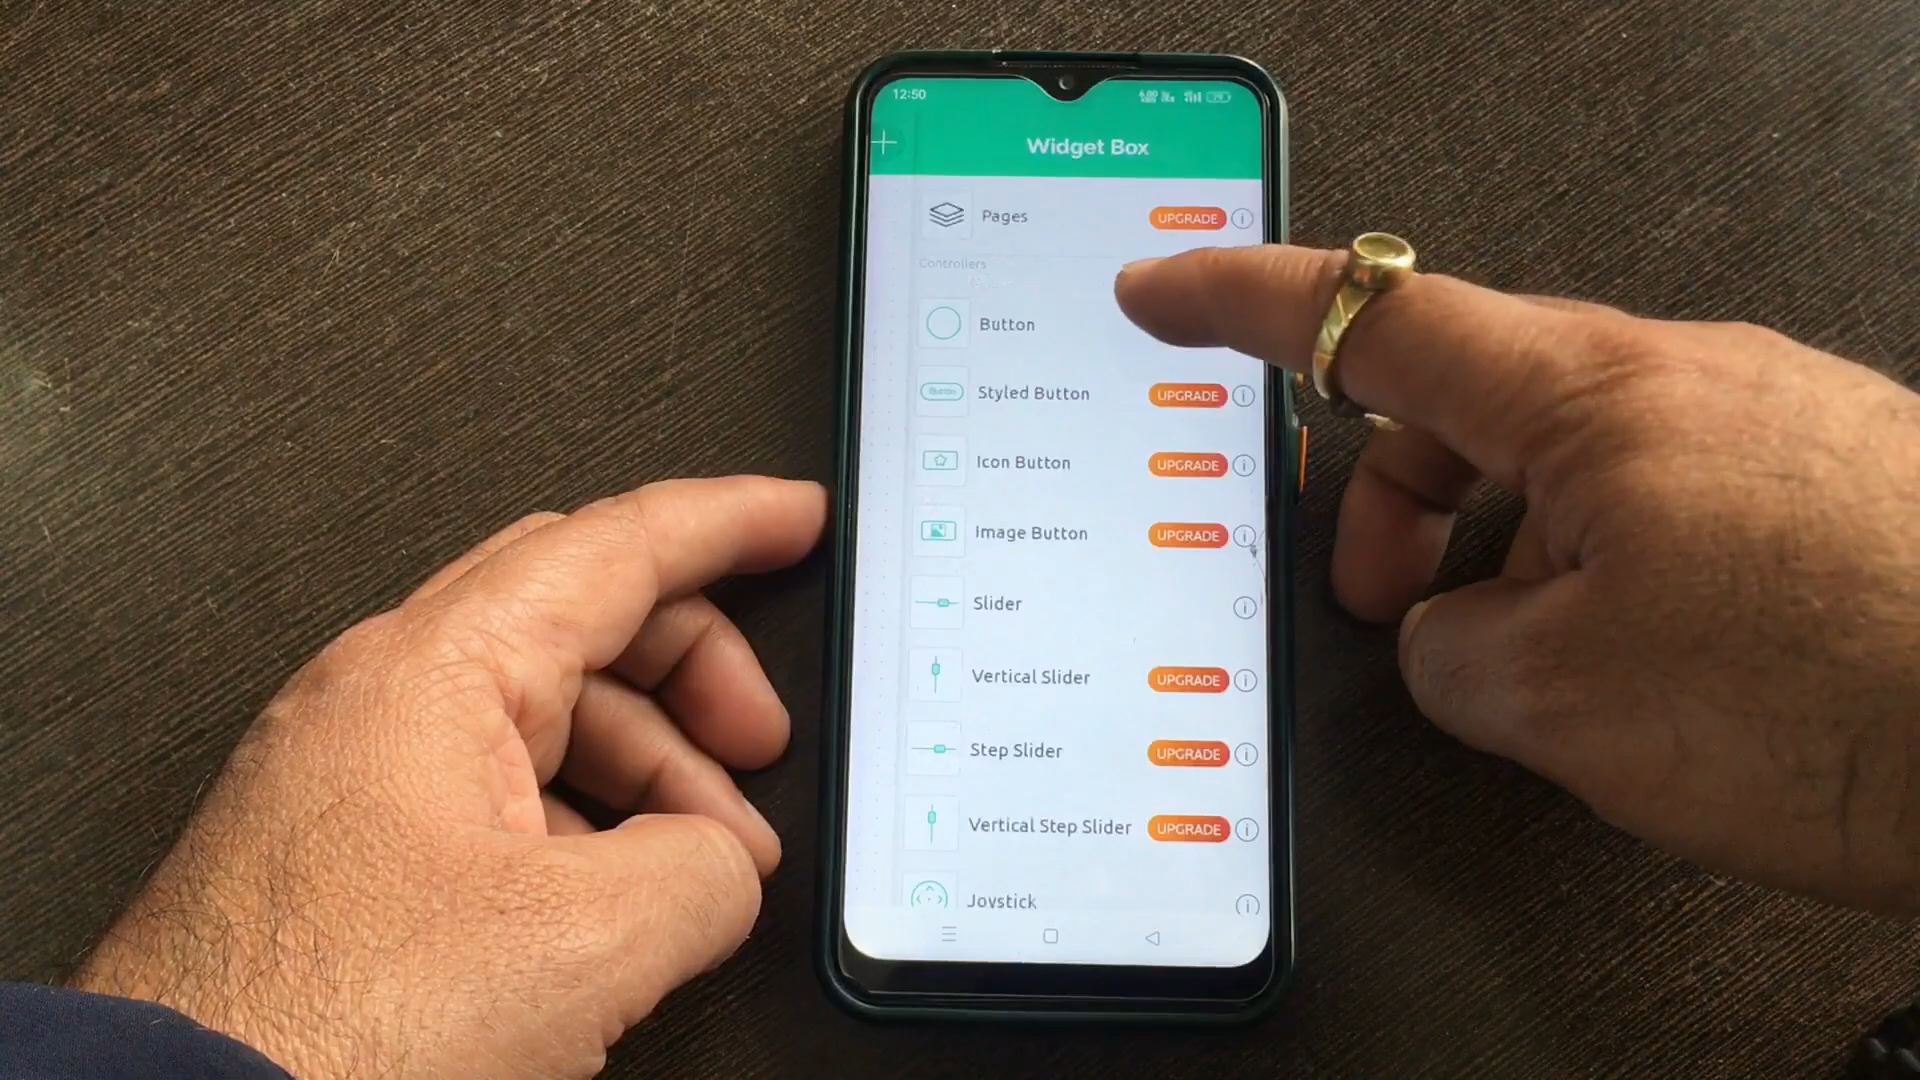 12:50
Widget Box
Pages UPGRADE
Controllers
Button
Styled Button UPGRADE
Icon Button UPGRADE
Image Button UPGRADE
Slider
Vertical Slider UPGRADE
Step Slider UPGRADE
Vertical Step Slider UPGRADE
Joystick